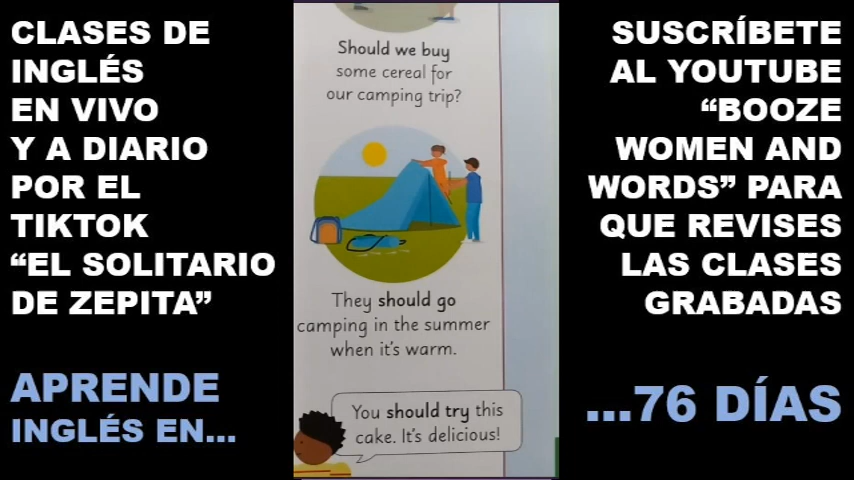 CLASES DE
INGLÉS
EN VIVO
Y A DIARIO
POR EL
TIKTOK
“EL SOLITARIO
DE ZEPITA”
APRENDE
INGLÉS EN...
Should we buy
some cereal for
our camping trip?
They should go
camping in the summer
when it's warm.
You should try this
cake. It's delicious!
SUSCRÍBETE
AL YOUTUBE
“BOOZE
WOMEN AND
WORDS” PARA
QUE REVISES
LAS CLASES
GRABADAS
...76 DÍAS